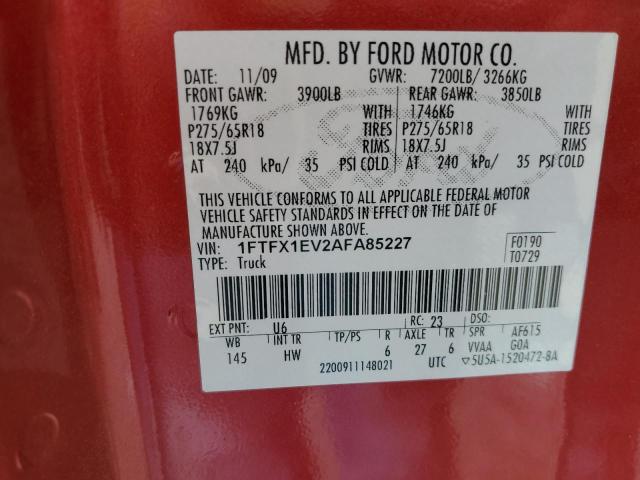 MFD. BY FORD MOTOR CO.
DATE: 11/09 GVWR: 7200LB/ 3266KG
FRONT GAWR: 3900LB REAR GAWR: 3850LB
1769KG WITH 1746KG WITH
P275/65R18 TIRES P275/65R18 TIRES
18X7.5J RIMS 18X7.5J RIMS
AT 240 kPa/ 35 PSI COLD AT 240 kPa/ 35 PSI COLD
THIS VEHICLE CONFORMS TO ALL APPLICABLE FEDERAL MOTOR
VEHICLE SAFETY STANDARDS IN EFFECT ON THE DATE OF
MANUFACTURE SHOWN ABOVE.
VIN: 1FTFX1EV2AFA85227 F0190
TYPE: Truck T0729
EXT PNT: U6 RC: 23 DSO:
WB INT TR TP/PS R AXLE TR SPR AF615
145 HW 6 27 6 VVAA GOA
2200911148021 UTC ▽5U5A-1520472-BA
Ford